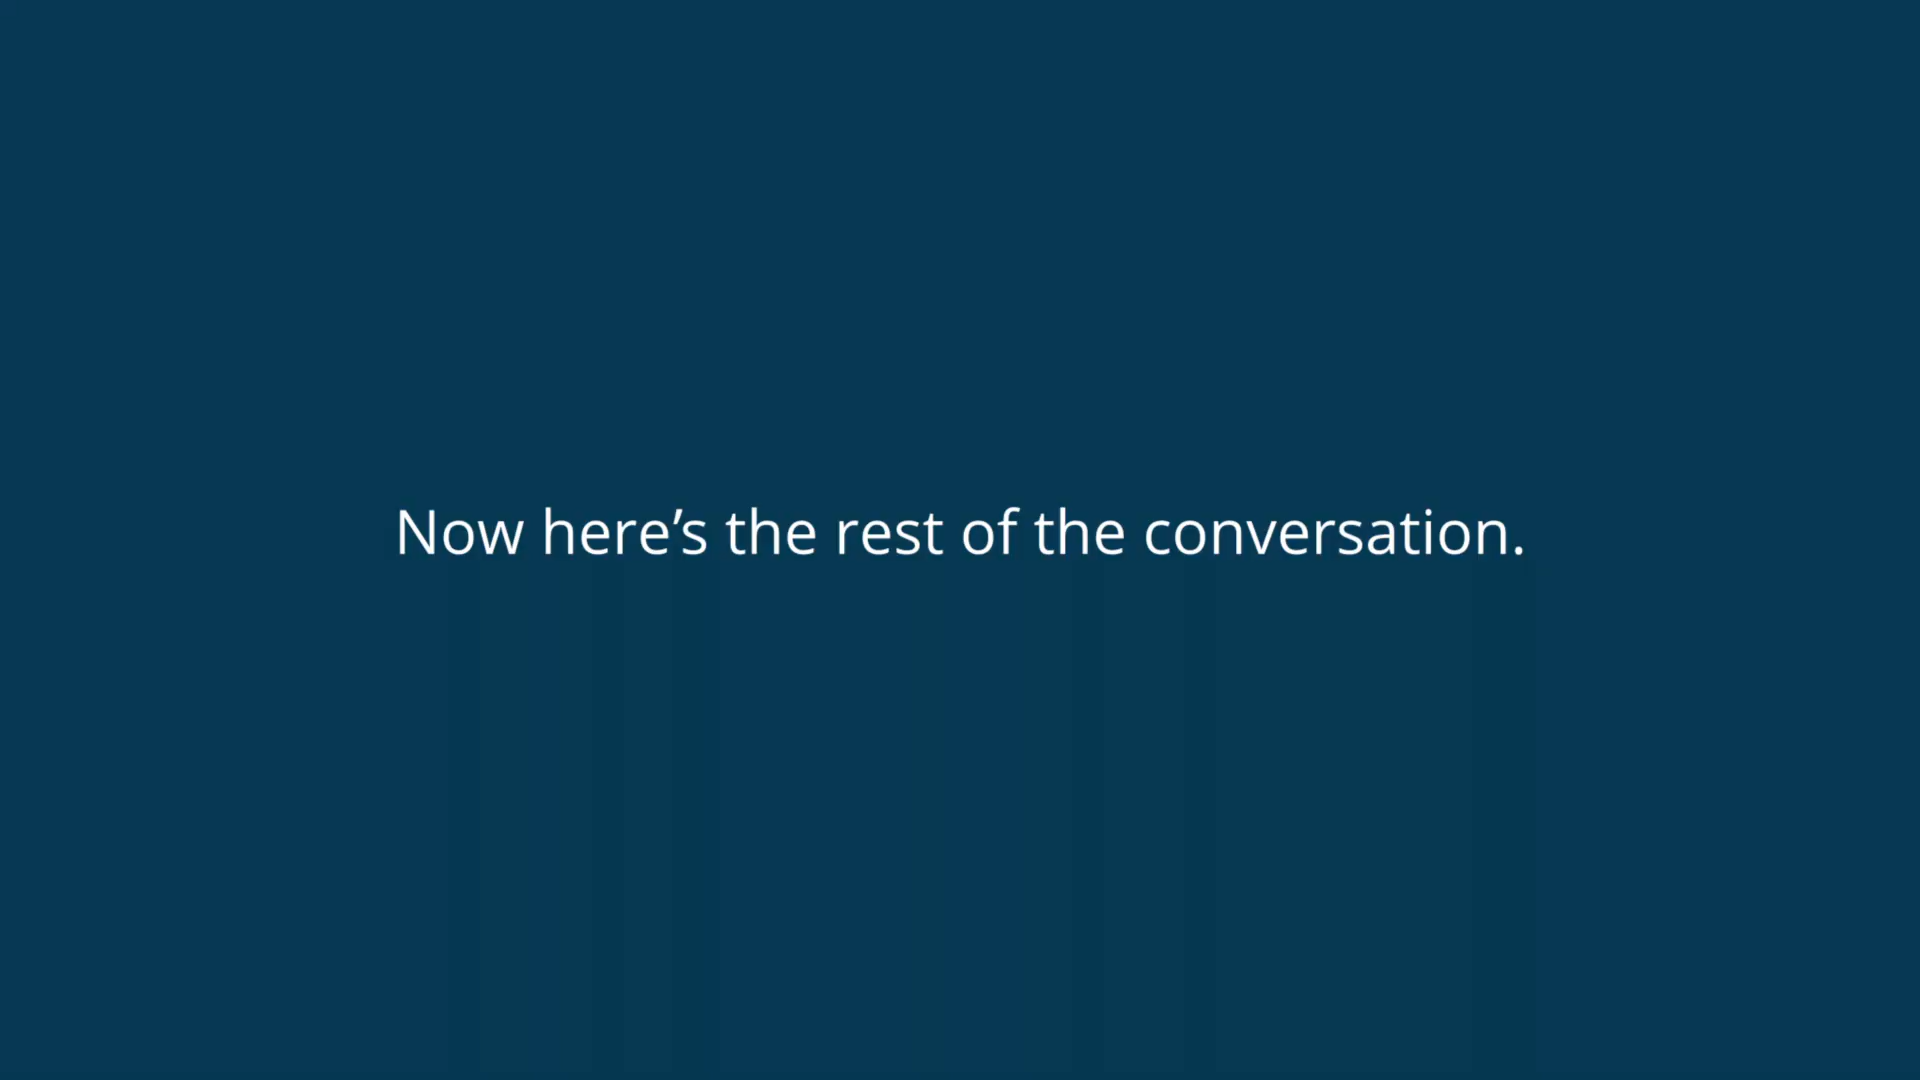 Now here’s the rest of the conversation.